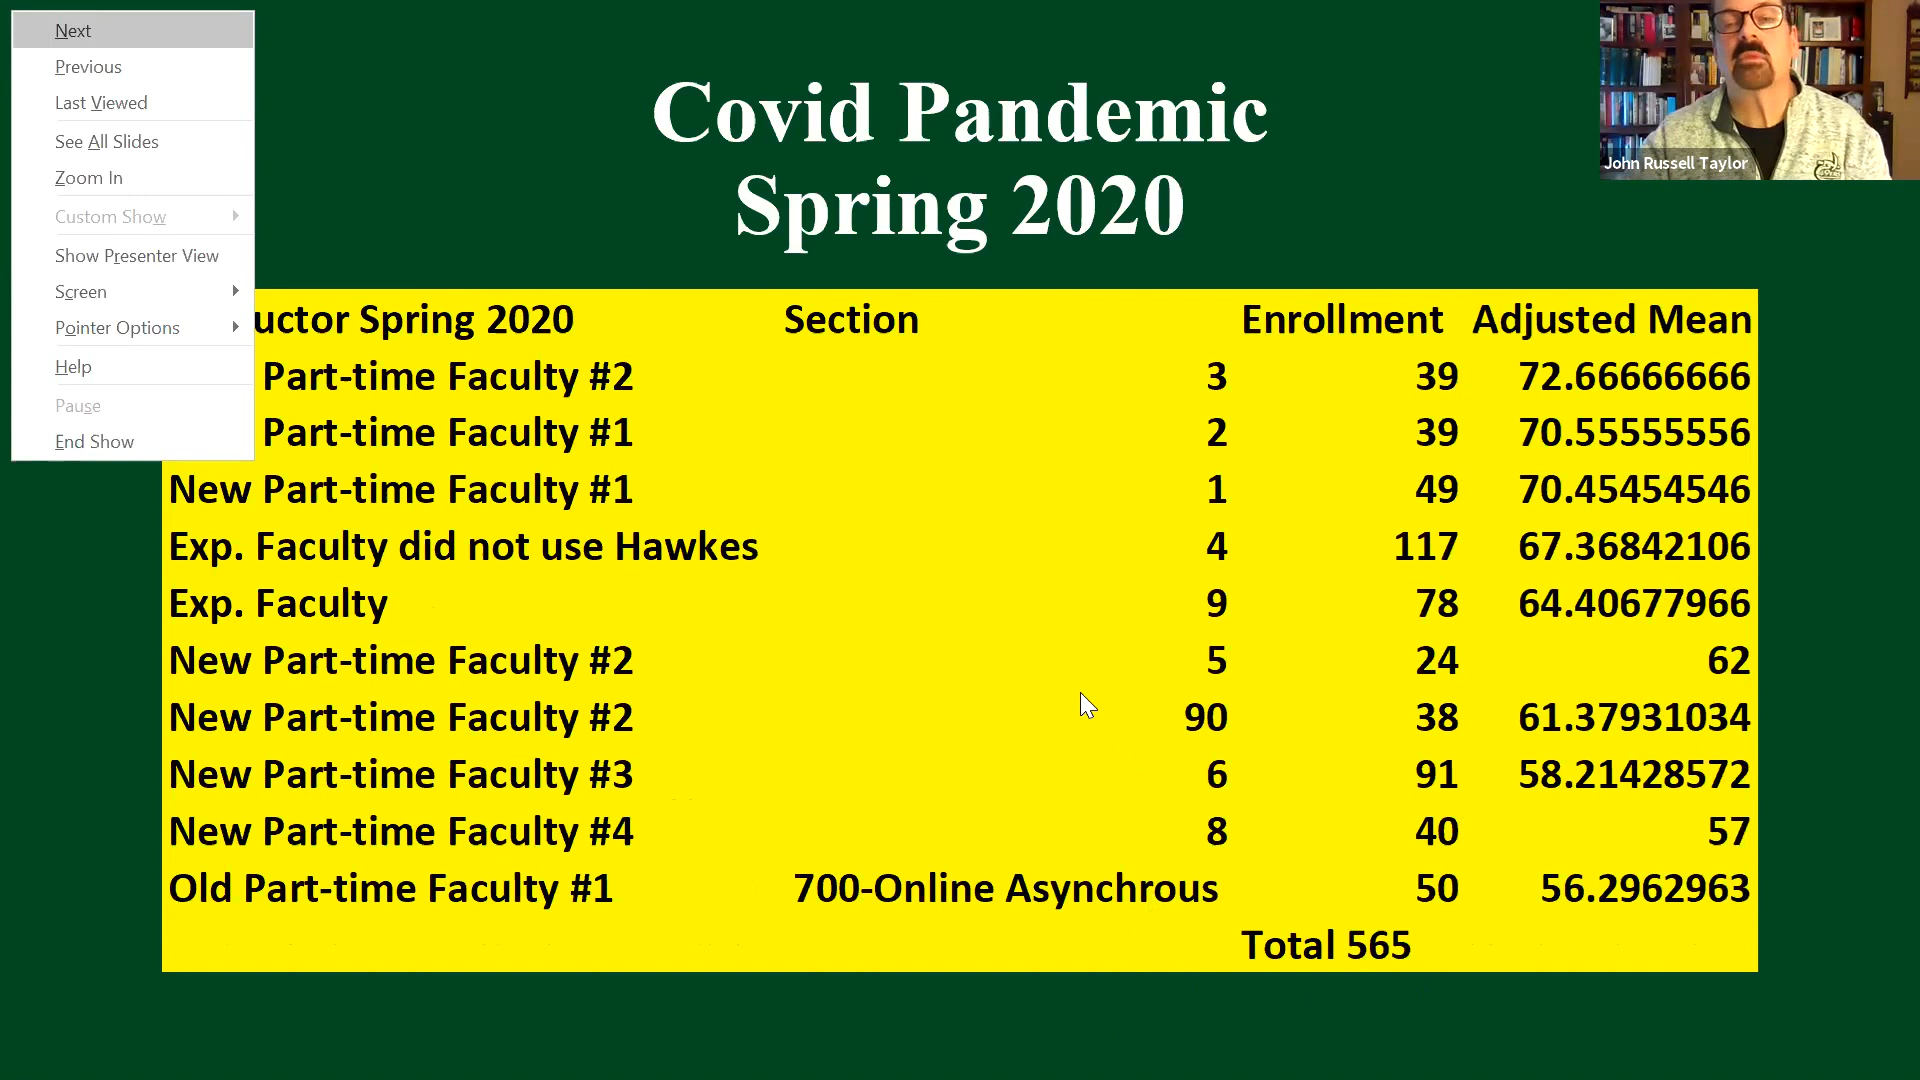 Next
Previous
Last Viewed
See All Slides
Zoom In
Custom Show
Show Presenter View
Screen
Pointer Options
Help
Pause
End Show
Covid Pandemic
Spring 2020
John Russell Taylor
Spring 2020 Section Enrollment Adjusted Mean
Part-time Faculty #2 3 39 72.66666666
Part-time Faculty #1 2 39 70.55555556
New Part-time Faculty #1 1 49 70.45454546
Exp. Faculty did not use Hawkes 4 117 67.36842106
Exp. Faculty 9 78 64.40677966
New Part-time Faculty #2 5 24 62
New Part-time Faculty #2 90 38 61.37931034
New Part-time Faculty #3 6 91 58.21428572
New Part-time Faculty #4 8 40 57
Old Part-time Faculty #1 700-Online Asynchrous 50 56.2962963
Total 565